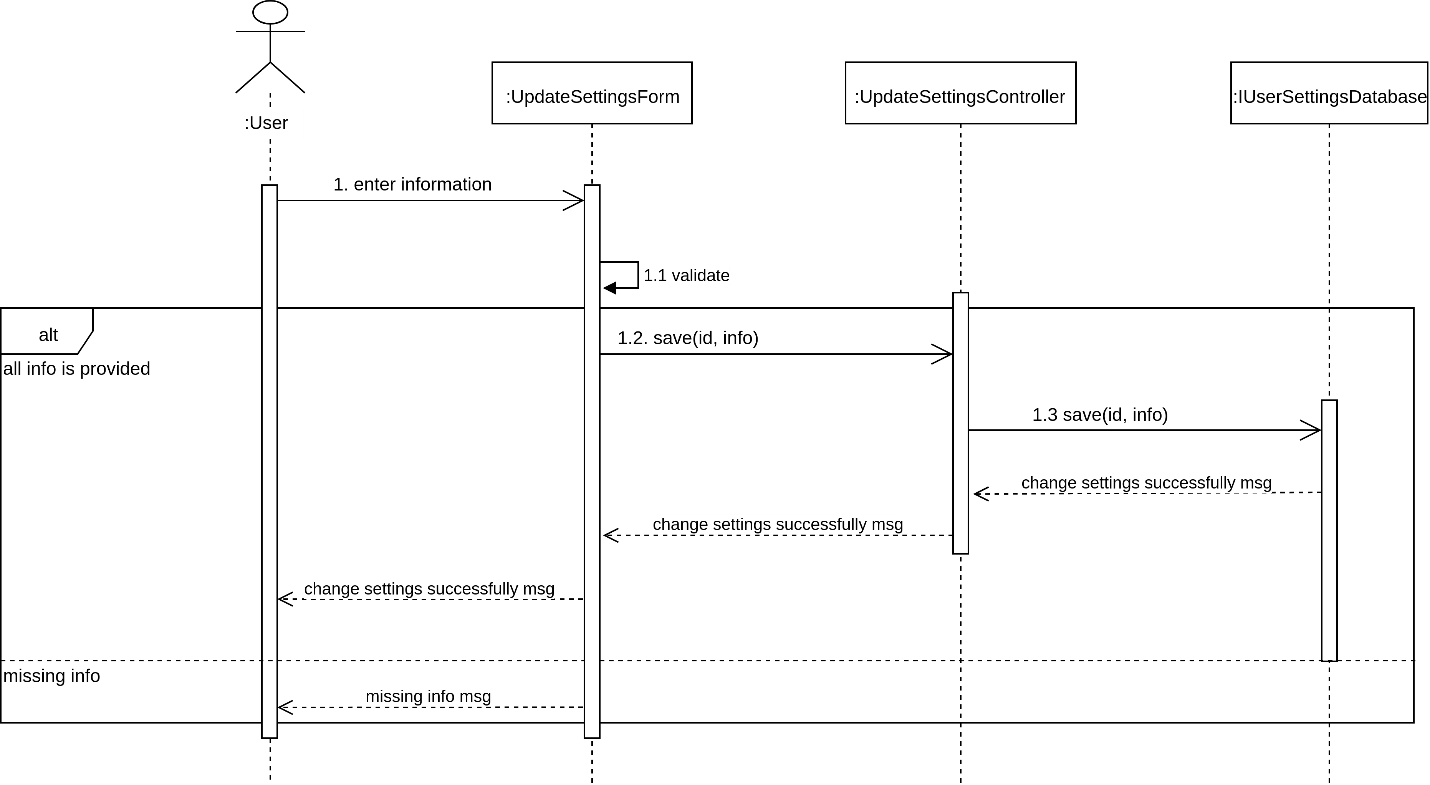 :User
:UpdateSettingsForm
:UpdateSettingsController
:IUserSettingsDatabase
1. enter information
1.1 validate
alt
all info is provided
1.2. save(id, info)
1.3 save(id, info)
change settings successfully msg
change settings successfully msg
change settings successfully msg
missing info
missing info msg